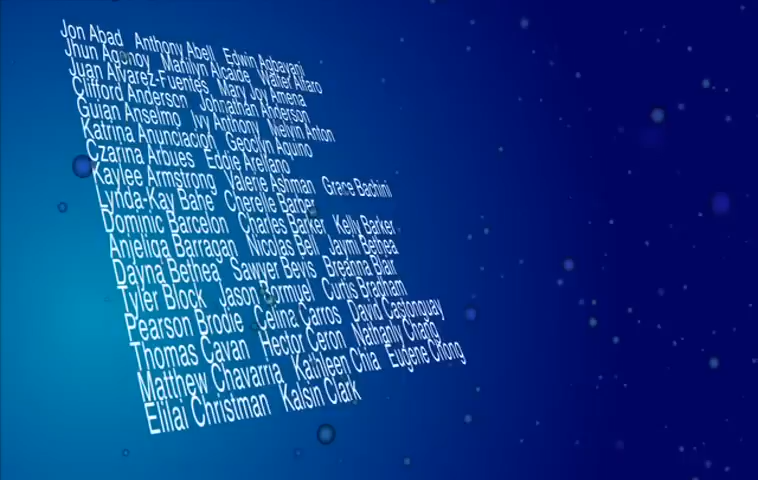 Jon Abad Anthony Abell Edwin Agbayani
Jhun Agonoy Marilyn Alcaide Walter Alfaro
Juan Alvarez-Fuentes Mary Joy Amena
Clifford Anderson Johnathan Anderson
Guian Anselmo Ivy Anthony Melvin Anton
Katrina Anunciacion Geoclyn Aquino
Czarina Arbues Eddie Arellano
Kaylee Armstrong Valerie Ashman Grace Bachini
Lynda-Kay Bane Cherelle Barber
Dominic Barcelon Charles Barker Kelly Barker
Anjeliqa Barragan Nicolas Bell Jaymi Bethea
Dayna Bethea Sawyer Bevis Breanna Blair
Tyler Block Jason Bormyel Curtis Bradham
Pearson Brodie Celina Carros David Castonguay
Thomas Cavan Hector Ceron Nathanly Chang
Matthew Chavarria Kathleen Chia Eugene Chong
Elilai Christman Kaisin Clark